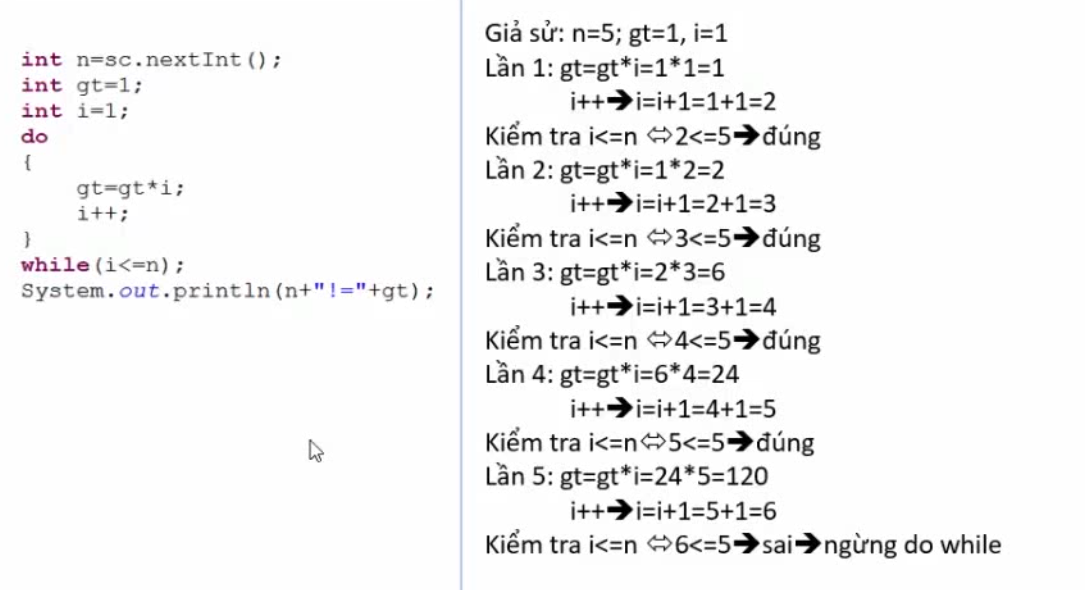 int n=sc.nextInt();
int gt=1;
int i=1;
do
{
gt=gt*i;
i++;
}
while(i<=n);
System.out.println(n+"!="+gt);
Giả sử: n=5; gt=1, i=1
Lần 1: gt=gt*i=1*1=1
i++🡺i=i+1=1+1=2
Kiểm tra i<=n ⬄2<=5🡺đúng
Lần 2: gt=gt*i=1*2=2
i++🡺i=i+1=2+1=3
Kiểm tra i<=n ⬄3<=5🡺đúng
Lần 3: gt=gt*i=2*3=6
i++🡺i=i+1=3+1=4
Kiểm tra i<=n ⬄4<=5🡺đúng
Lần 4: gt=gt*i=6*4=24
i++🡺i=i+1=4+1=5
Kiểm tra i<=n⬄5<=5🡺đúng
Lần 5: gt=gt*i=24*5=120
i++🡺i=i+1=5+1=6
Kiểm tra i<=n ⬄6<=5🡺sai🡺ngừng do while